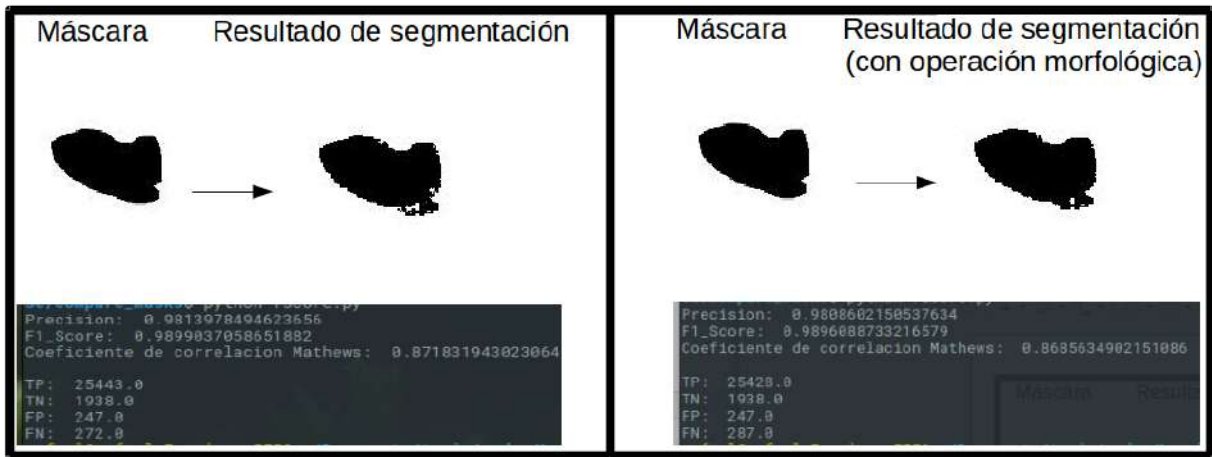 Máscara Resultado de segmentación
Precision: 0.9813978494623656
F1_Score: 0.9899037058651882
Coeficiente de correlacion Mathews: 0.871831943023064
TP: 25443.0
TN: 1938.0
FP: 247.0
FN: 272.0
Máscara Resultado de segmentación
(con operación morfológica)
Precision: 0.9808602150537634
F1_Score: 0.9896088733216579
Coeficiente de correlacion Mathews: 0.8685634902151086
TP: 25428.0
TN: 1938.0
FP: 247.0
FN: 287.0
Máscara